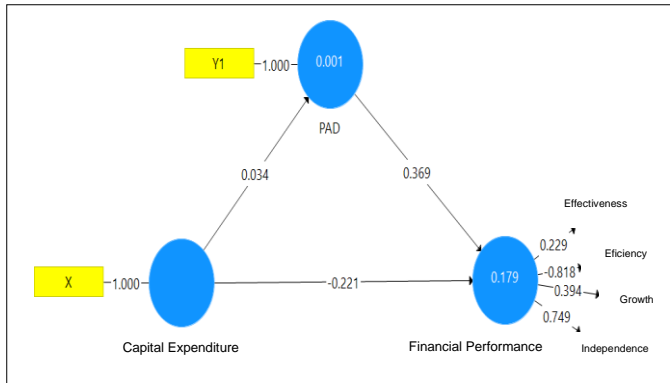 Y1
1.000
0.001
PAD
0.034
0.369
Effectiveness
0.229
Eficiency
-0.818
0.394
Growth
0.749
Independence
X
1.000
-0.221
0.179
Capital Expenditure
Financial Performance